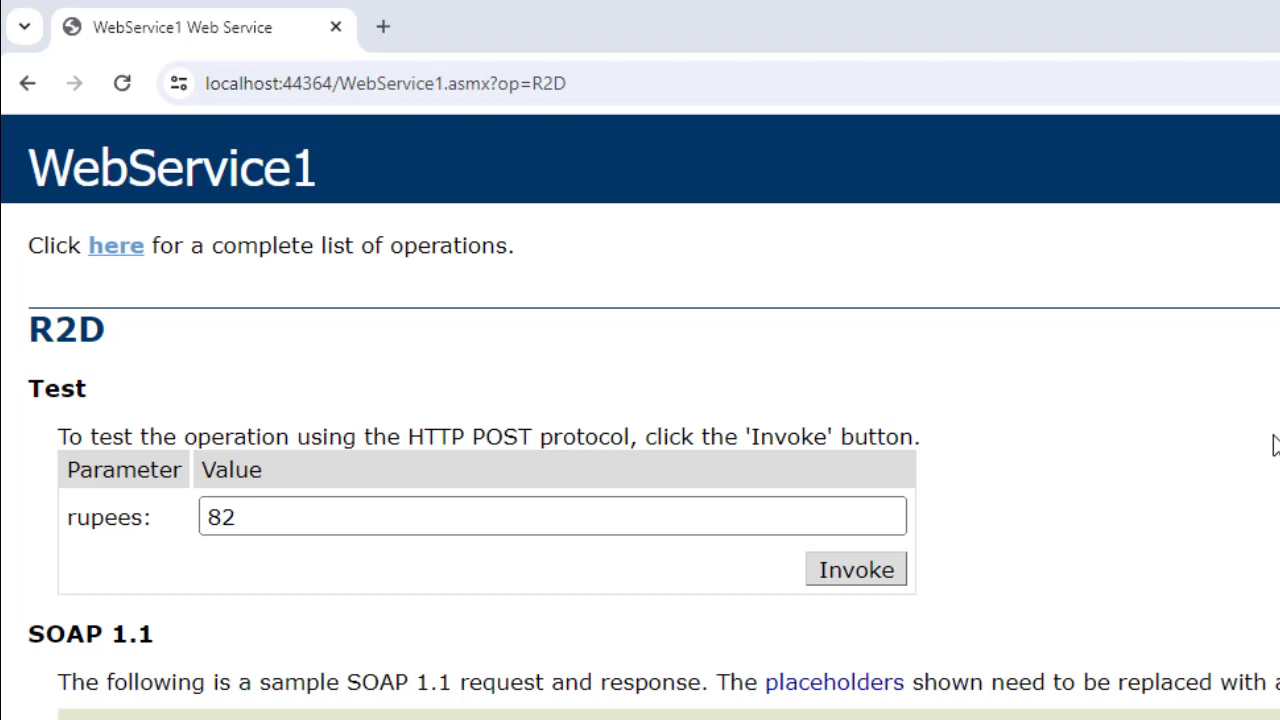 WebService1 Web Service
localhost:44364/WebService1.asmx?op=R2D
WebService1
Click here for a complete list of operations.
R2D
Test
To test the operation using the HTTP POST protocol, click the 'Invoke' button.
Parameter Value
rupees: 82
Invoke
SOAP 1.1
The following is a sample SOAP 1.1 request and response. The placeholders shown need to be replaced with a